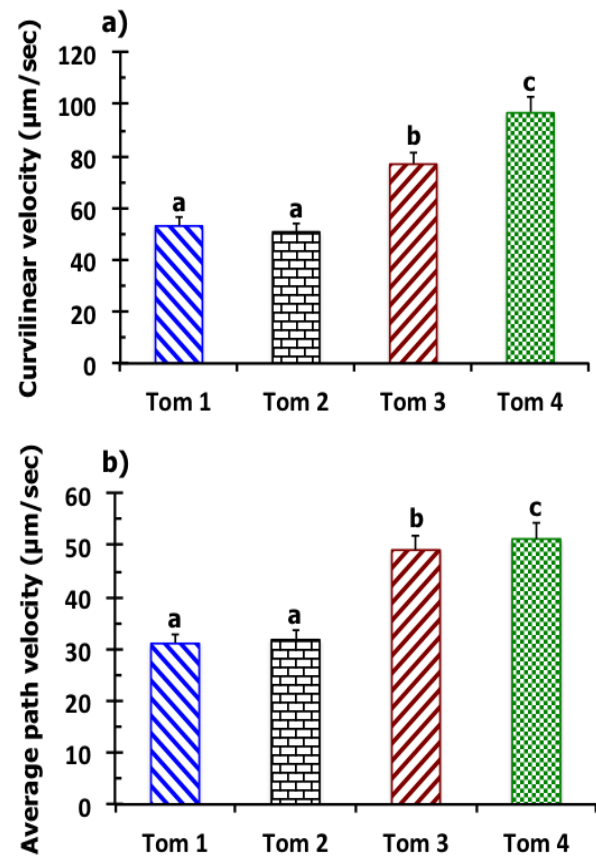 a)
Curvilinear velocity (µm/sec)
120
100
80
60
40
20
0
a
a
b
c
Tom 1 Tom 2 Tom 3 Tom 4
b)
Average path velocity (µm/sec)
60
50
40
30
20
10
0
a
a
b
c
Tom 1 Tom 2 Tom 3 Tom 4